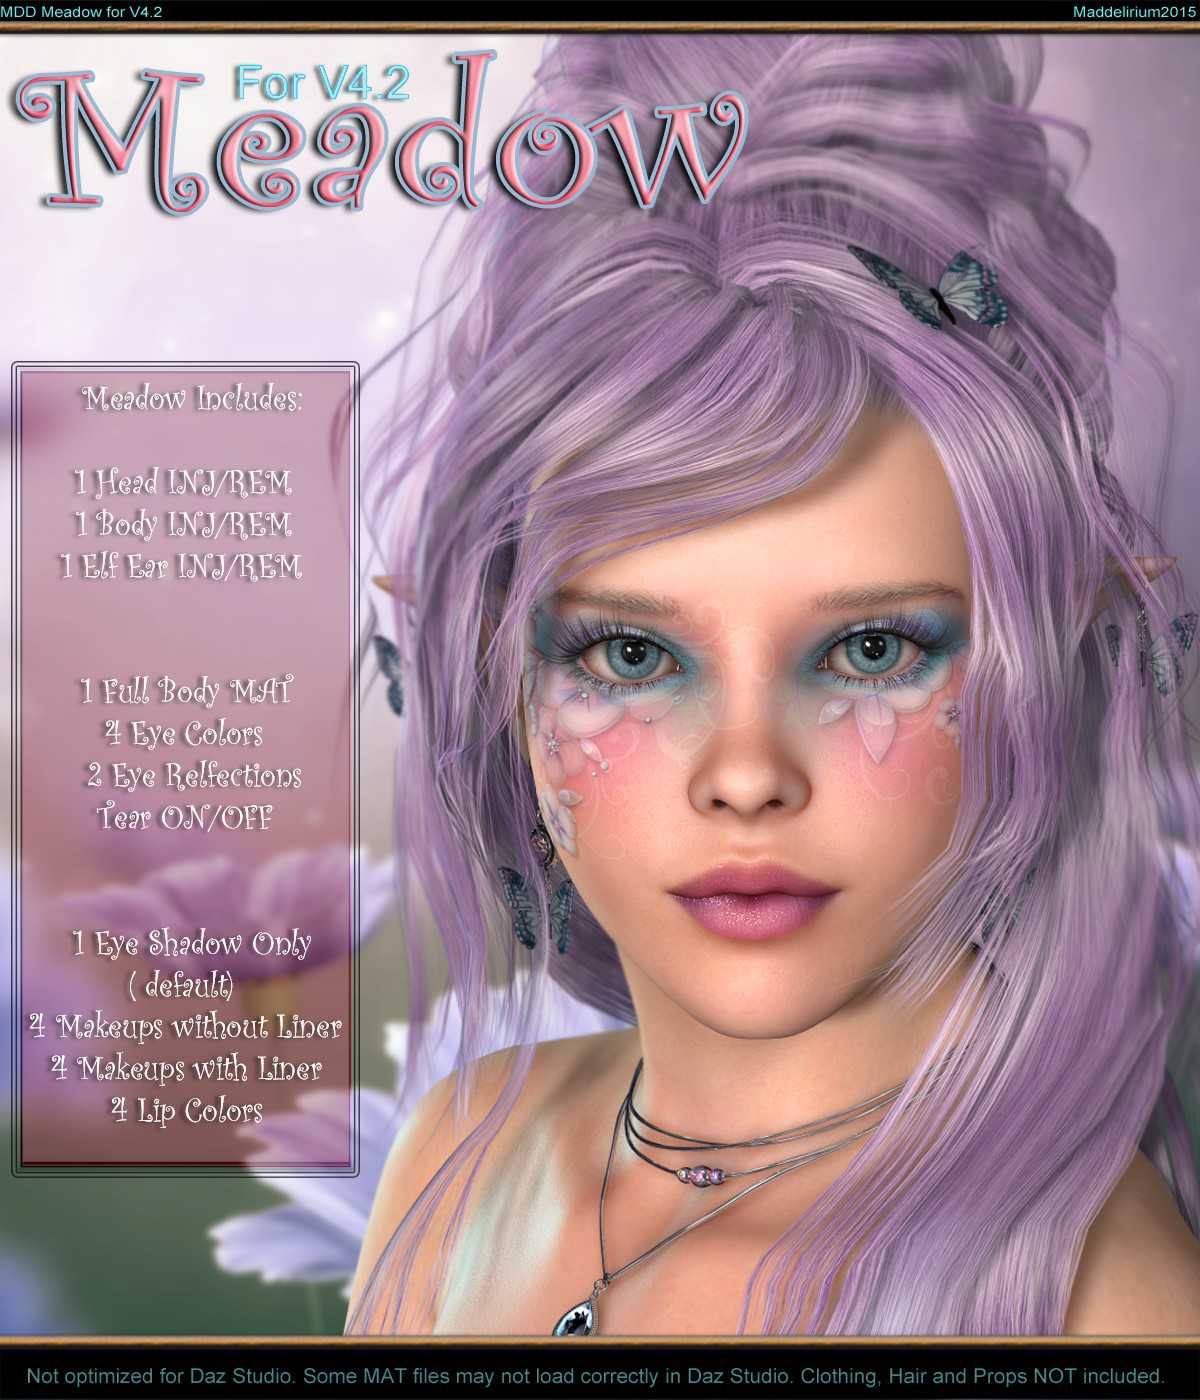 MDD Meadow for V4.2
Maddelirium2015
For V4.2
Meadow
Meadow Includes:
1 Head INJ/REM
1 Body INJ/REM
1 Elf Ear INJ/REM
1 Full Body MAT
4 Eye Colors
2 Eye Relfections
Tear ON/OFF
1 Eye Shadow Only
( default)
4 Makeups without Liner
4 Makeups with Liner
4 Lip Colors
Not optimized for Daz Studio. Some MAT files may not load correctly in Daz Studio. Clothing, Hair and Props NOT included.